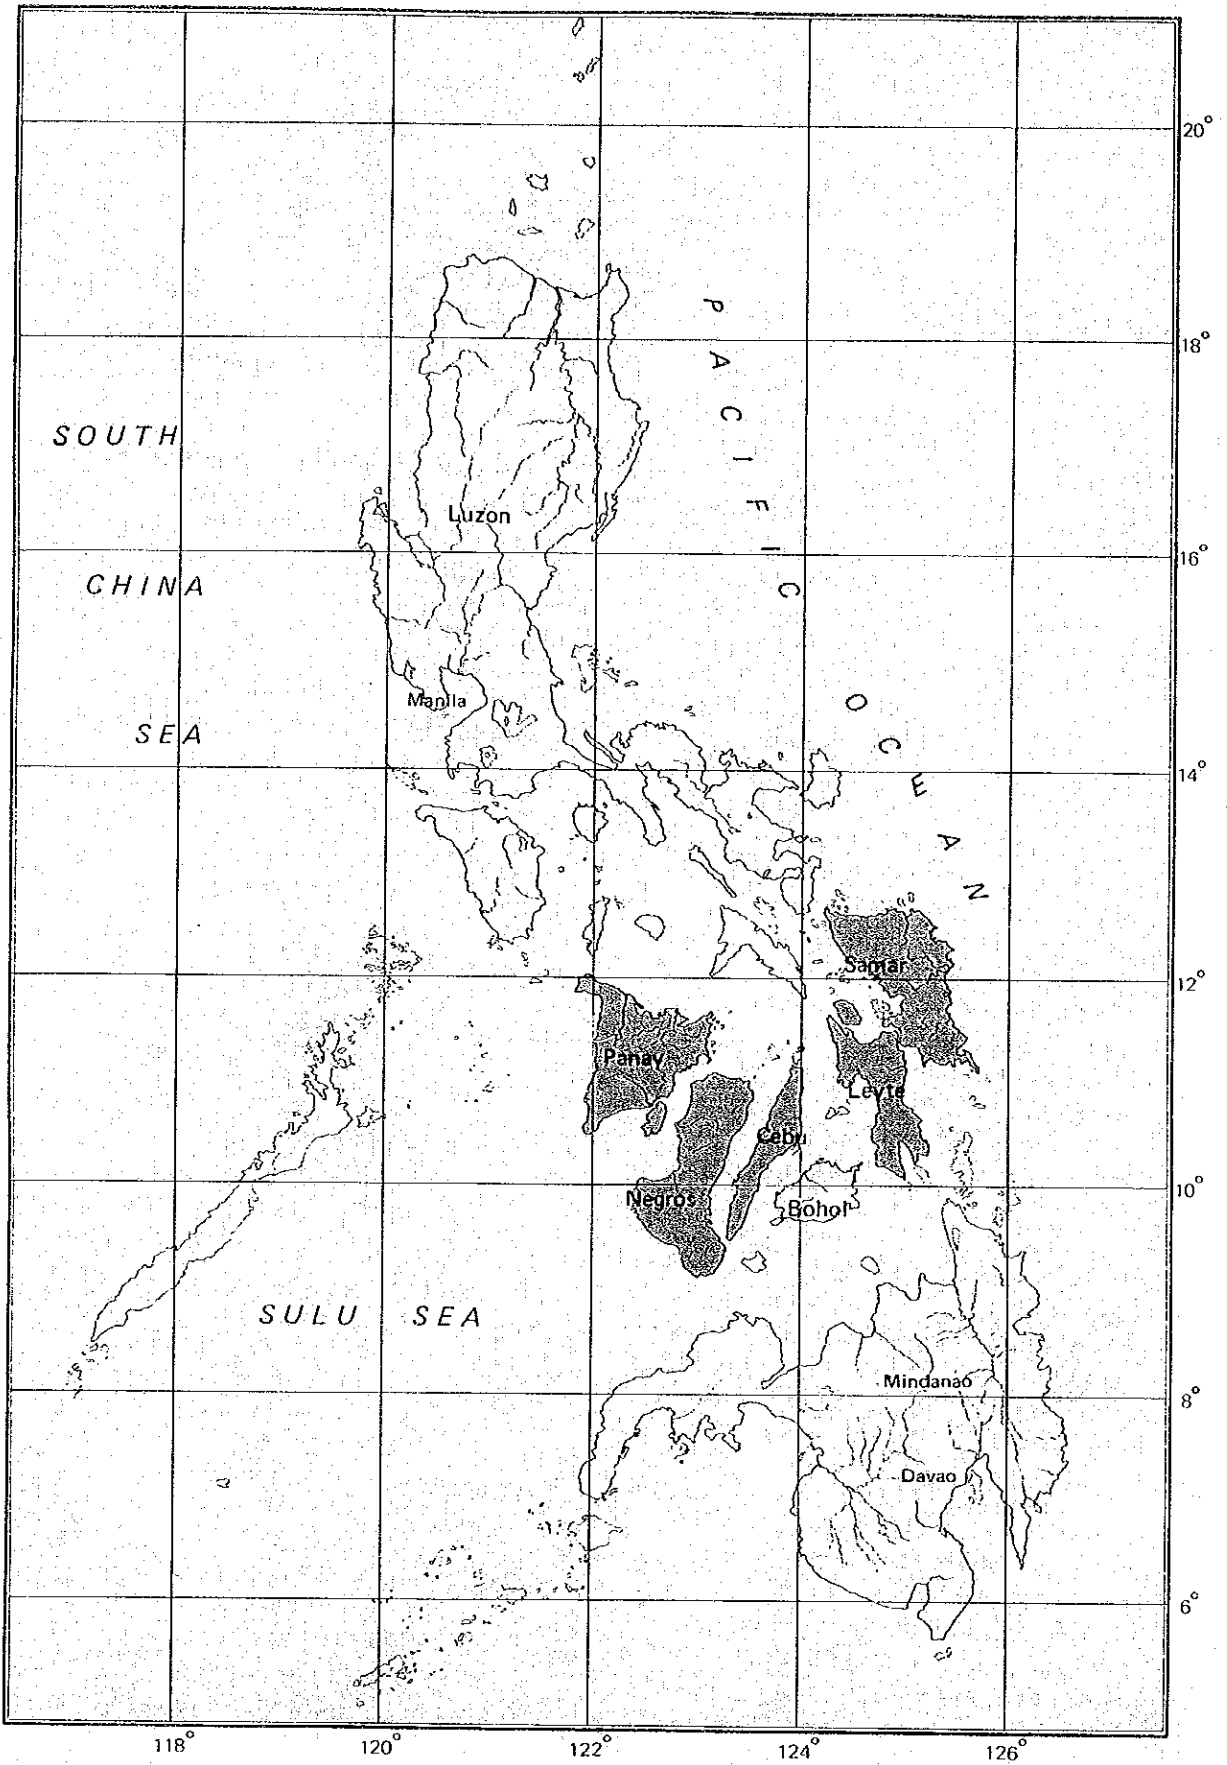 20°
18°
16°
14°
12°
10°
8°
6°
118°
120°
122°
124°
126°
PACIFIC
OCEAN
SOUTH
CHINA
SEA
Luzon
Manila
Samar
Panay
Leyte
Cebu
Negros
Bohol
SULU SEA
Mindanao
Davao